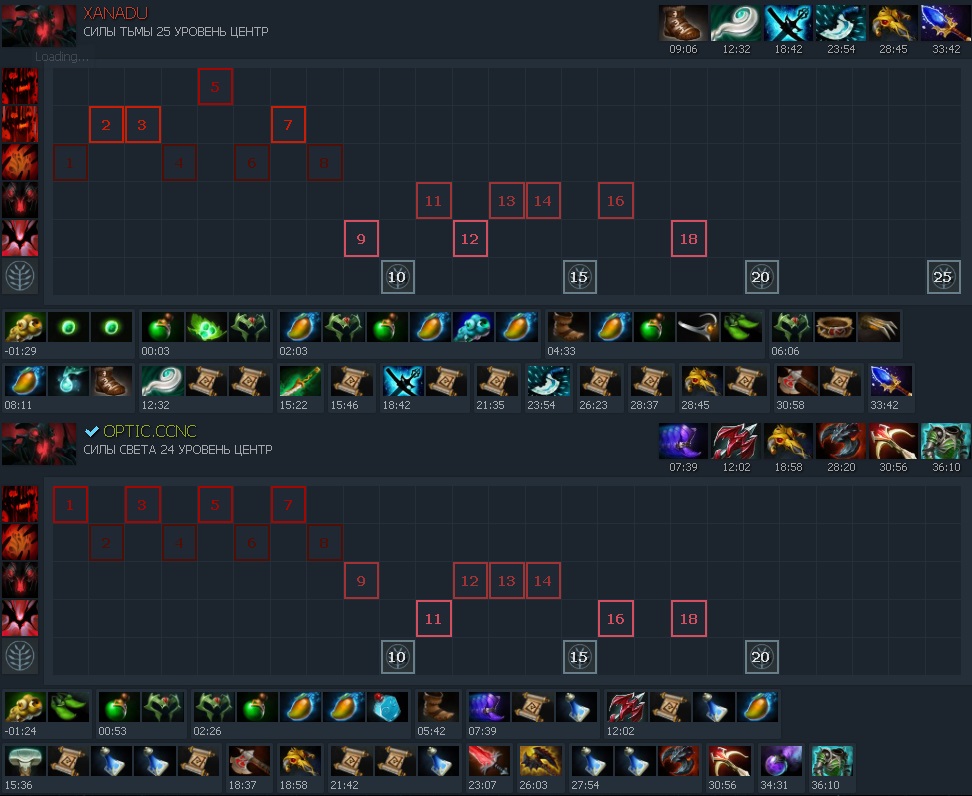 XANADU
СИЛЫ ТЬМЫ 25 УРОВЕНЬ ЦЕНТР
09:06 12:32 18:42 23:54 28:45 33:42
Loading...
5
2 3 7
1 4 6 8
11 13 14 16
9 12 18
10 15 20 25
-01:29 00:03 02:03 04:33 06:06
08:11 12:32 15:22 15:46 18:42 21:35 23:54 26:23 28:37 28:45 30:58 33:42
OPTIC.CCNC
СИЛЫ СВЕТА 24 УРОВЕНЬ ЦЕНТР
07:39 12:02 18:58 28:20 30:56 36:10
1 3 5 7
2 4 6 8
9 12 13 14
11 16 18
10 15 20
-01:24 00:53 02:26 05:42 07:39 12:02
15:36 18:37 18:58 21:42 23:07 26:03 27:54 30:56 34:31 36:10